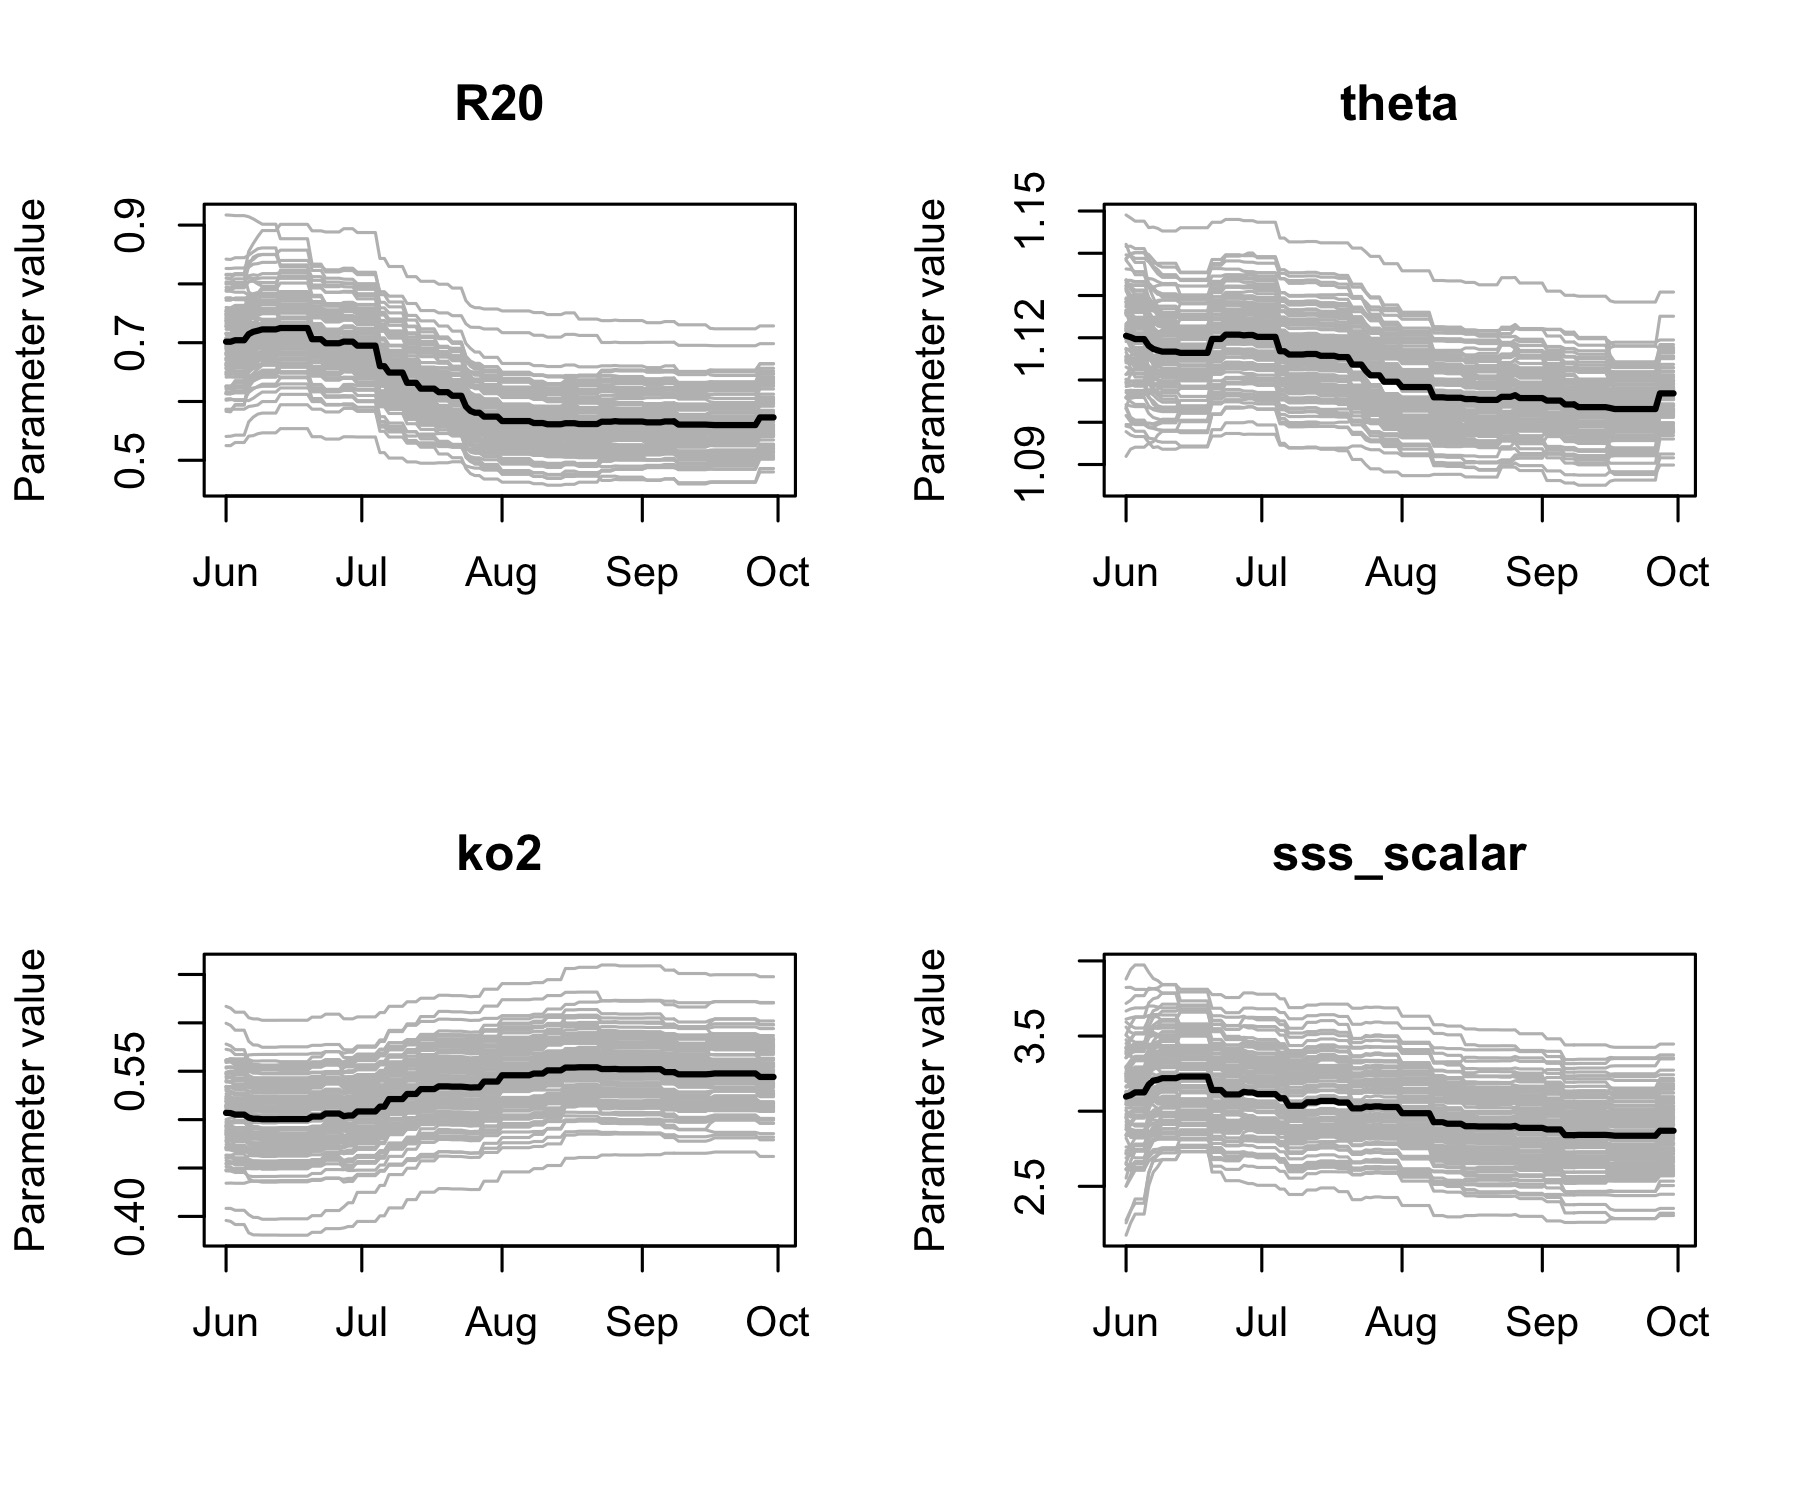 R20
Parameter value
0.9
0.7
0.5
Jun Jul Aug Sep Oct
theta
Parameter value
1.15
1.12
1.09
Jun Jul Aug Sep Oct
ko2
Parameter value
0.55
0.40
Jun Jul Aug Sep Oct
sss_scalar
Parameter value
3.5
2.5
Jun Jul Aug Sep Oct